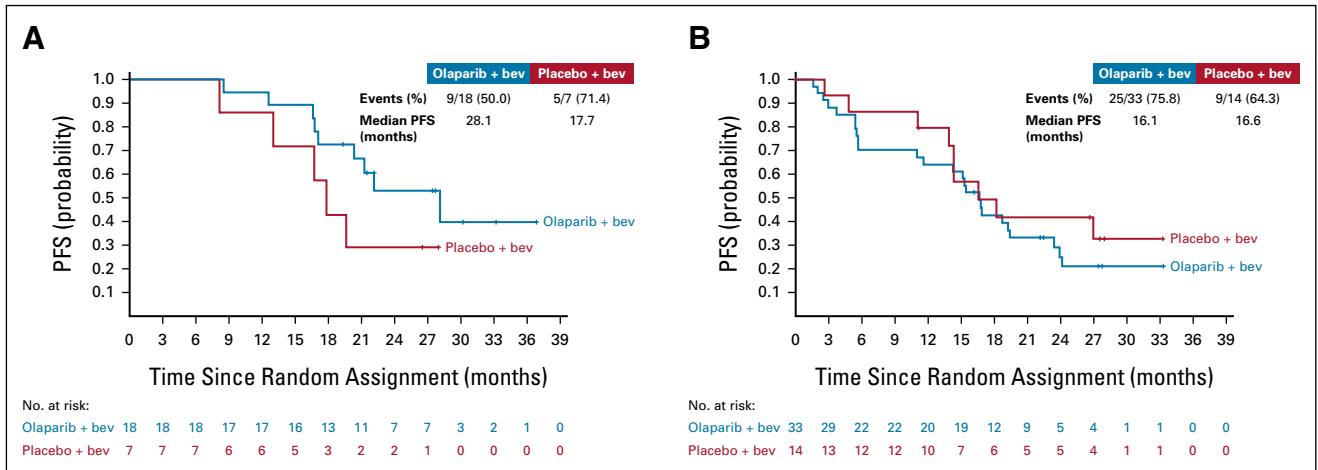 A
Olaparib + bev Placebo + bev
Events (%) 9/18 (50.0) 5/7 (71.4)
Median PFS 28.1 17.7
(months)
PFS (probability)
1.0
0.9
0.8
0.7
0.6
0.5
0.4
0.3
0.2
0.1
Olaparib + bev
Placebo + bev
0 3 6 9 12 15 18 21 24 27 30 33 36 39
Time Since Random Assignment (months)
No. at risk:
Olaparib + bev 18 18 18 17 17 16 13 11 7 7 3 2 1 0
Placebo + bev 7 7 7 6 6 5 3 2 2 1 0 0 0 0
B
Olaparib + bev Placebo + bev
Events (%) 25/33 (75.8) 9/14 (64.3)
Median PFS 16.1 16.6
(months)
PFS (probability)
1.0
0.9
0.8
0.7
0.6
0.5
0.4
0.3
0.2
0.1
Placebo + bev
Olaparib + bev
0 3 6 9 12 15 18 21 24 27 30 33 36 39
Time Since Random Assignment (months)
No. at risk:
Olaparib + bev 33 29 22 22 20 19 12 9 5 4 1 1 0 0
Placebo + bev 14 13 12 12 10 7 6 5 5 4 1 1 0 0